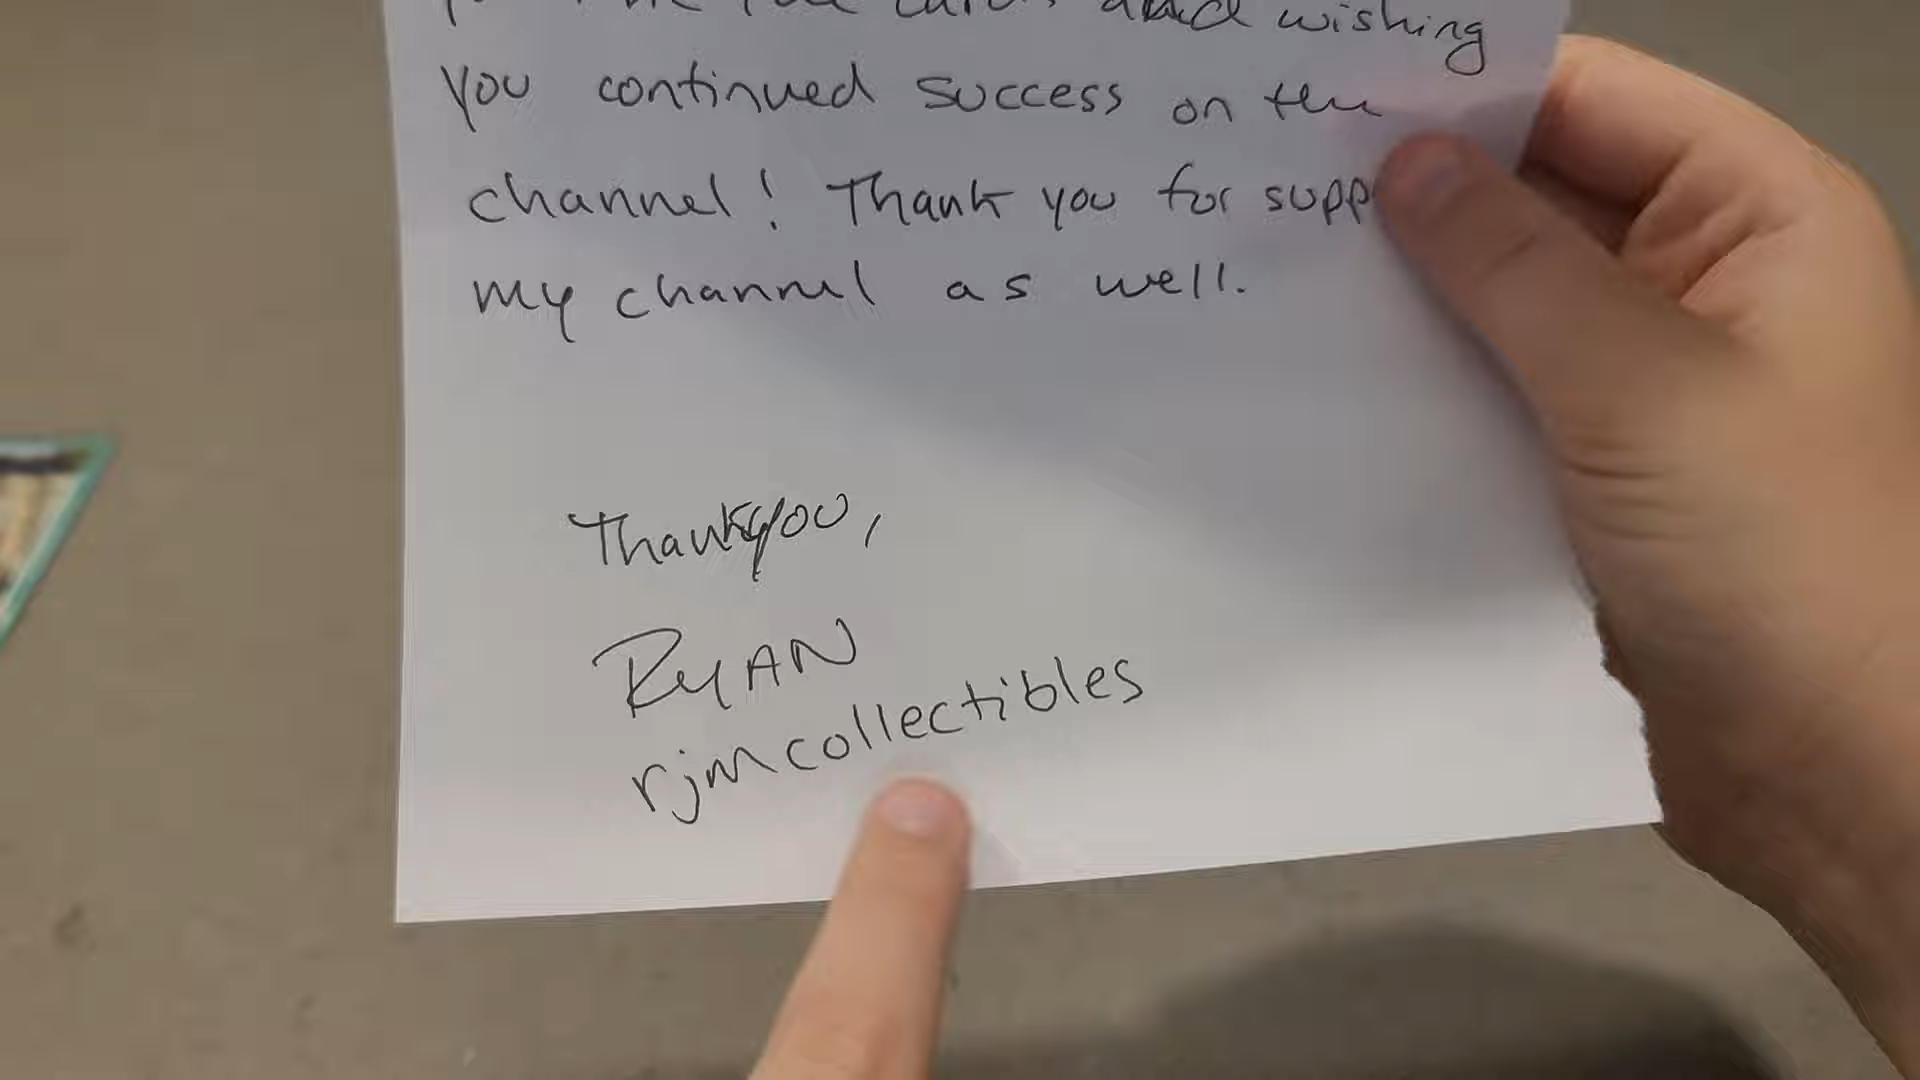 and wishing
you continued success on the
channel! Thank you for supp
my channel as well.
Thank you,
RYAN
rjmcollectibles